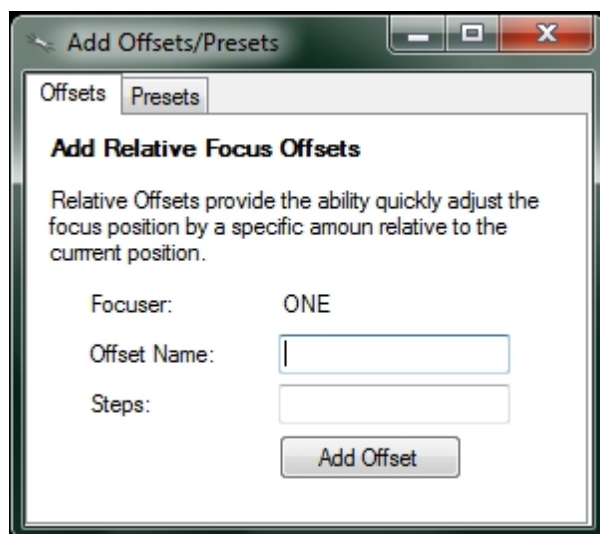 Add Offsets/Presets
Offsets Presets
Add Relative Focus Offsets
Relative Offsets provide the ability quickly adjust the
focus position by a specific amoun relative to the
current position.
Focuser: ONE
Offset Name:
Steps:
Add Offset